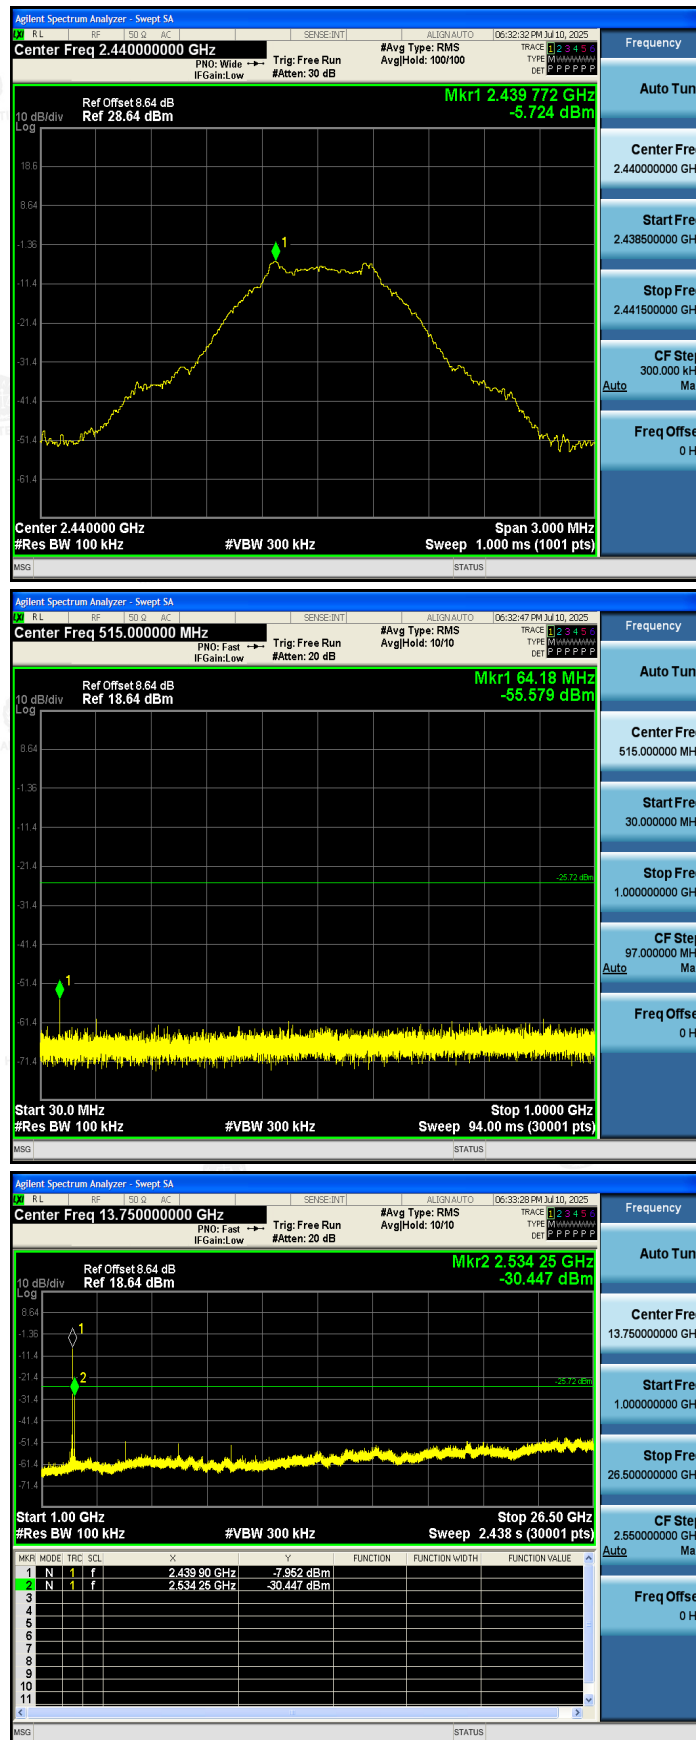 Agilent Spectrum Analyzer - Swept SA
LXI RL RF 50 Ω AC SENSE:INT ALIGNAUTO 06:32:32 PM Jul 10, 2025
Center Freq 2.440000000 GHz #Avg Type: RMS TRACE 1 2 3 4 5 6 Frequency
PNO: Wide Trig: Free Run Avg|Hold: 100/100 TYPE M
IFGain:Low #Atten: 30 dB DET P P P P P P
Auto Tun
Mkr1 2.439 772 GHz
Ref Offset 8.64 dB
10 dB/div Ref 28.64 dBm -5.724 dBm
Log
Center Fre
2.440000000 GH
18.6
8.64
Start Fre
2.438500000 GH
-1.36
1
-11.4
Stop Fre
2.441500000 GH
-21.4
-31.4
CF Step
300.000 kH
Auto Ma
-41.4
-51.4
Freq Offse
0 H
-61.4
Center 2.440000 GHz Span 3.000 MHz
#Res BW 100 kHz #VBW 300 kHz Sweep 1.000 ms (1001 pts)
MSG STATUS
Agilent Spectrum Analyzer - Swept SA
LXI RL RF 50 Ω AC SENSE:INT ALIGNAUTO 06:32:47 PM Jul 10, 2025
Center Freq 515.000000 MHz #Avg Type: RMS TRACE 1 2 3 4 5 6 Frequency
PNO: Fast Trig: Free Run Avg|Hold: 10/10 TYPE M
IFGain:Low #Atten: 20 dB DET P P P P P P
Auto Tun
Mkr1 64.18 MHz
Ref Offset 8.64 dB
10 dB/div Ref 18.64 dBm -55.579 dBm
Log
Center Fre
515.000000 MH
8.64
-1.36
Start Fre
30.000000 MH
-11.4
-21.4
-25.72 dBm
Stop Fre
1.000000000 GH
-31.4
-41.4
CF Step
97.000000 MH
Auto Ma
-51.4
1
-61.4
Freq Offse
0 H
-71.4
Start 30.0 MHz Stop 1.0000 GHz
#Res BW 100 kHz #VBW 300 kHz Sweep 94.00 ms (30001 pts)
MSG STATUS
Agilent Spectrum Analyzer - Swept SA
LXI RL RF 50 Ω AC SENSE:INT ALIGNAUTO 06:33:28 PM Jul 10, 2025
Center Freq 13.750000000 GHz #Avg Type: RMS TRACE 1 2 3 4 5 6 Frequency
PNO: Fast Trig: Free Run Avg|Hold: 10/10 TYPE M
IFGain:Low #Atten: 20 dB DET P P P P P P
Auto Tun
Mkr2 2.534 25 GHz
Ref Offset 8.64 dB
10 dB/div Ref 18.64 dBm -30.447 dBm
Log
8.64
Center Fre
13.750000000 GH
-1.36
1
-11.4
-21.4
2
-25.72 dBm
Start Fre
1.000000000 GH
-31.4
-41.4
-51.4
Stop Fre
26.500000000 GH
-61.4
-71.4
Start 1.00 GHz Stop 26.50 GHz
#Res BW 100 kHz #VBW 300 kHz Sweep 2.438 s (30001 pts)
CF Step
2.550000000 GH
Auto Ma
MKR MODE TRC SCL X Y FUNCTION FUNCTION WIDTH FUNCTION VALUE
1 N 1 f 2.439 90 GHz -7.952 dBm
2 N 1 f 2.534 25 GHz -30.447 dBm
3
4
Freq Offse
0 H
5
6
7
8
9
10
11
MSG STATUS